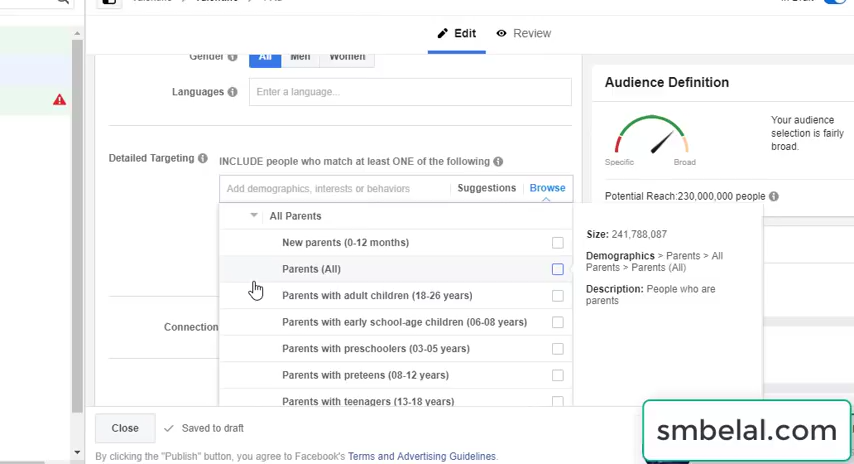 In Draft
Edit
Review
Gender
All
Men
Women
Languages
Enter a language...
Audience Definition
Your audience
selection is fairly
broad.
Specific
Broad
Potential Reach:230,000,000 people
Detailed Targeting
INCLUDE people who match at least ONE of the following
Add demographics, interests or behaviors
Suggestions
Browse
All Parents
New parents (0-12 months)
Parents (All)
Parents with adult children (18-26 years)
Parents with early school-age children (06-08 years)
Parents with preschoolers (03-05 years)
Parents with preteens (08-12 years)
Parents with teenagers (13-18 years)
Size: 241,788,087
Demographics > Parents > All
Parents > Parents (All)
Description: People who are
parents
Connection
Close
Saved to draft
smbelal.com
By clicking the "Publish" button, you agree to Facebook's Terms and Advertising Guidelines.